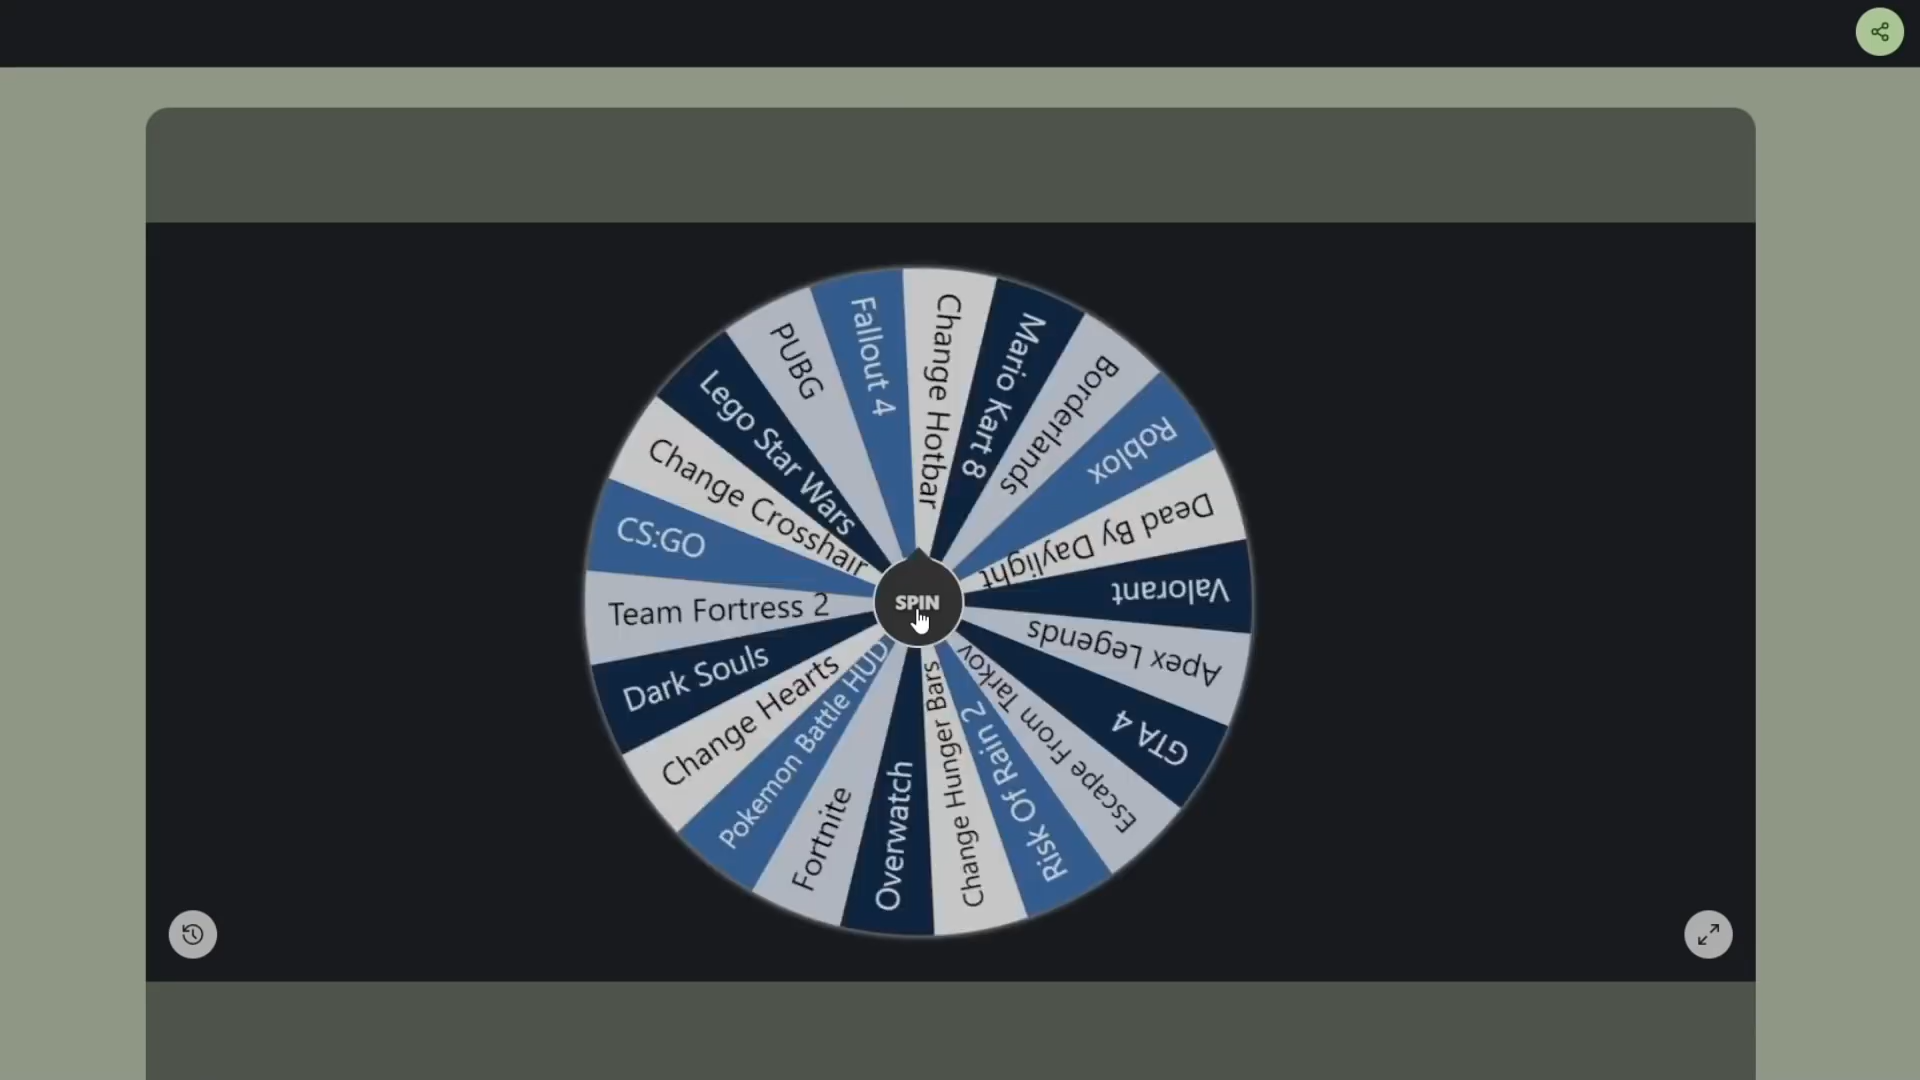 Change Hotbar
Mario Kart 8
Borderlands
Roblox
Dead By Daylight
Valorant
Apex Legends
GTA 4
Escape From Tarkov
Risk Of Rain 2
Change Hunger Bars
Overwatch
Fortnite
Pokemon Battle HUD
Change Hearts
Dark Souls
Team Fortress 2
CS:GO
Change Crosshair
Lego Star Wars
PUBG
Fallout 4
SPIN